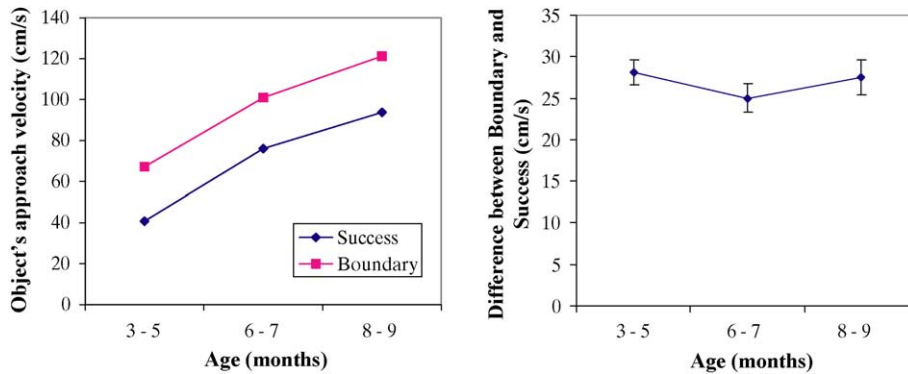 Object's approach velocity (cm/s)
140
120
100
80
60
40
20
0
Success
Boundary
3 - 5
6 - 7
8 - 9
Age (months)
Difference between Boundary and
Success (cm/s)
35
30
25
20
15
10
5
0
3 - 5
6 - 7
8 - 9
Age (months)